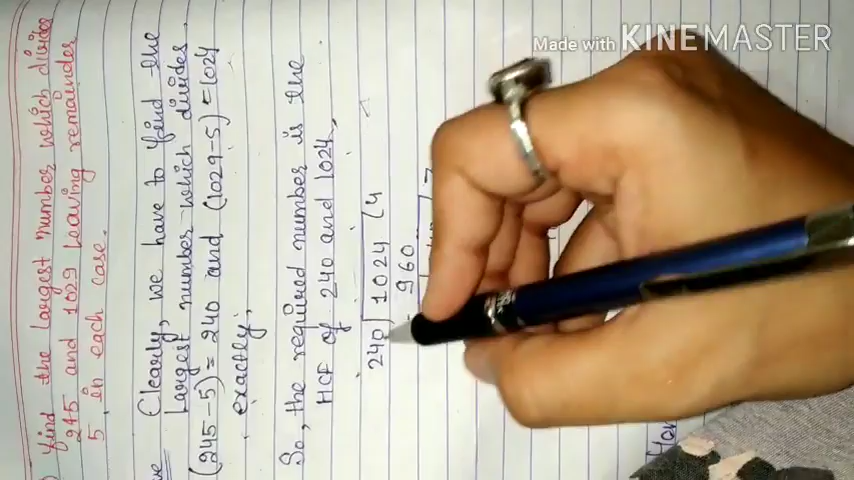 Made with KINEMASTER
find the largest number which divides
245 and 1029 leaving remainder
5 in each case.
Clearly, we have to find the
largest number which divides
(245-5) = 240 and (1029-5) = 1024
exactly.
So, the required number is the
HCF of 240 and 1024.
240) 1024 (4
960